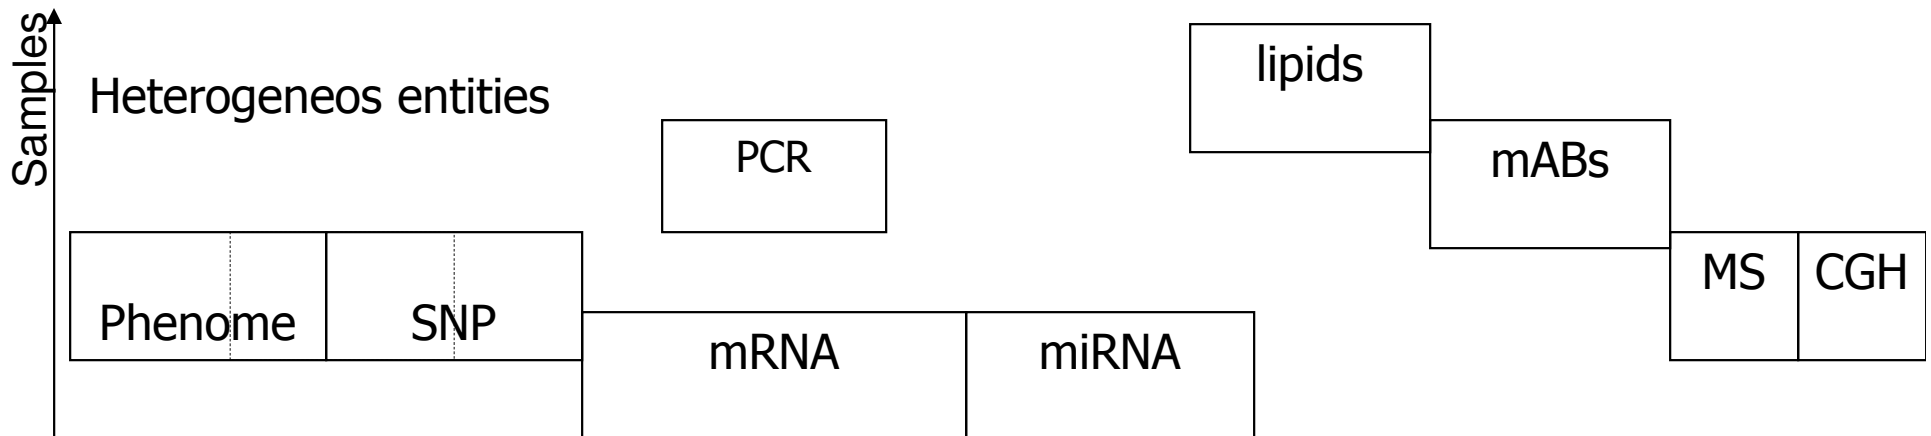 Samples
Heterogeneos entities
lipids
PCR
mABs
MS
CGH
Phenome
SNP
mRNA
miRNA